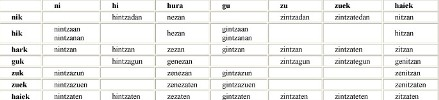 ni hi hura gu zu zuek haiek
nik hintzadan nezan zintzadan zintzatedan nitzan
hik nintzaan nintzanan hezan gintzaan gintzanan hitzan
hark nintzan hintzan zezan gintzan zintzan zintzaten zitzan
guk hintzagun genezan zintzagun zintzategun genitzan
zuk nintzazun zenezan gintzazun zenitzan
zuek nintzazuen zenezaten gintzazuen zenitzaten
haiek nintzaten hintzaten zezaten gintzaten zintzaten zintzateten zitzaten